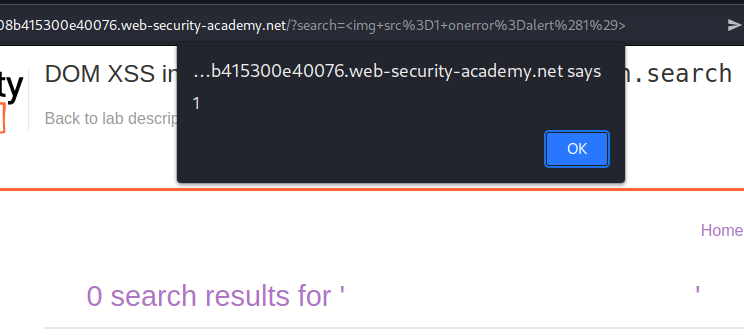 08b415300e40076.web-security-academy.net/?search=<img+src%3D1+onerror%3Dalert%281%29>
...b415300e40076.web-security-academy.net says
1
OK
ty DOM XSS in n.search
Back to lab descrip
Home
0 search results for ' '